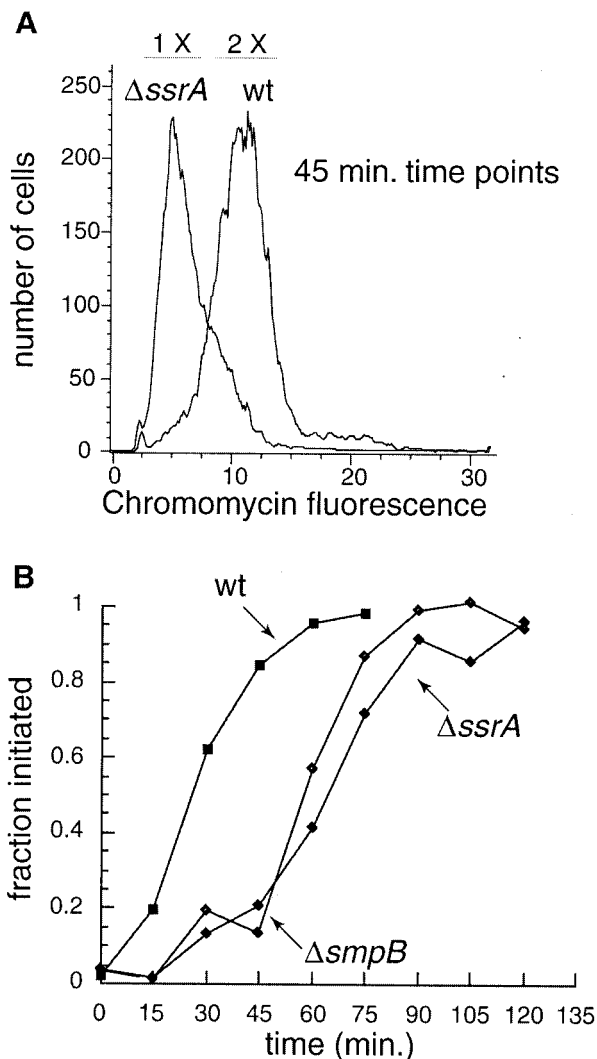 A
1 X 2 X
ΔssrA wt
250
200
150
100
50
0
number of cells
45 min. time points
0 10 20 30
Chromomycin fluorescence
B
wt
1
0.8
0.6
0.4
0.2
0
fraction initiated
ΔssrA
ΔsmpB
0 15 30 45 60 75 90 105 120 135
time (min.)